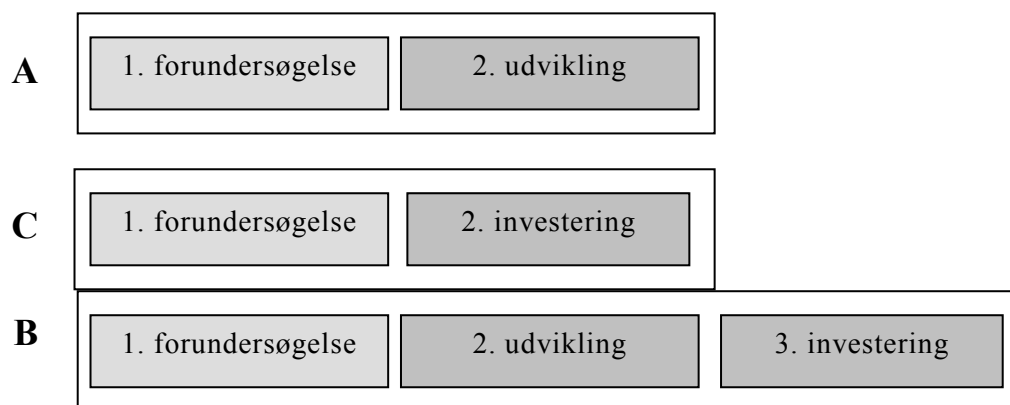 A 1. forundersøgelse 2. udvikling
C 1. forundersøgelse 2. investering
B 1. forundersøgelse 2. udvikling 3. investering